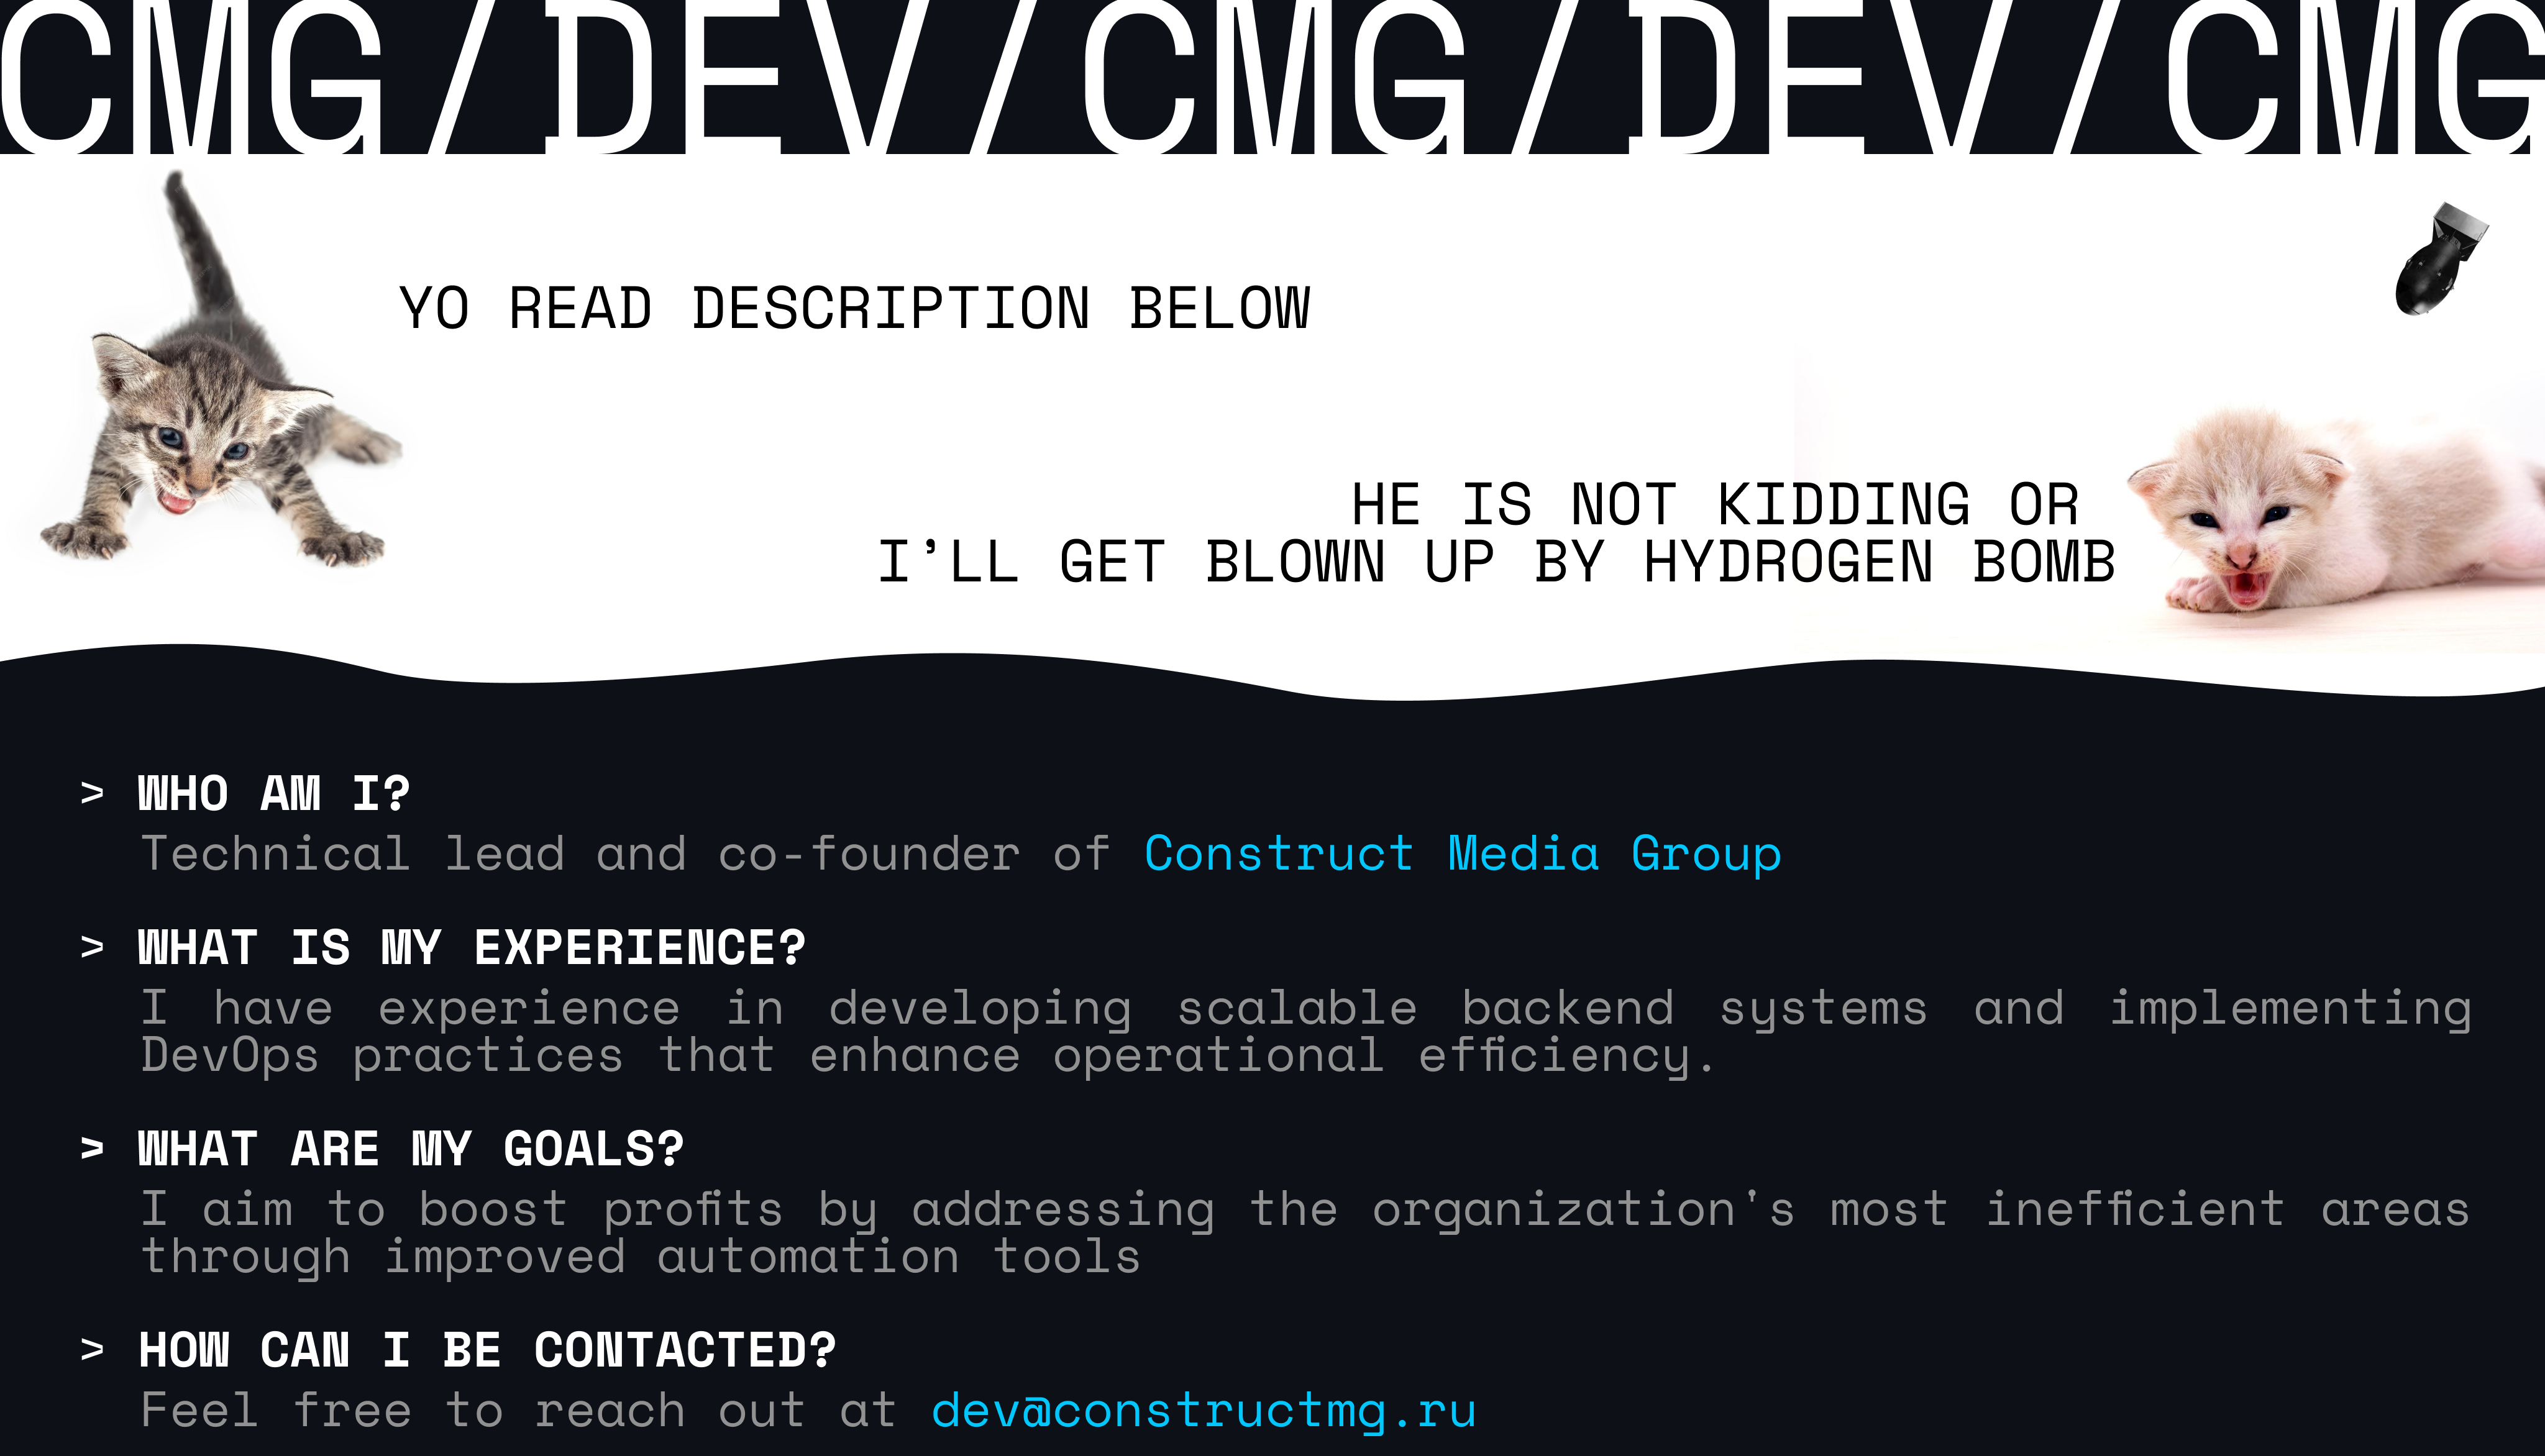 CMG/DEV/CMG/DEV/CMG
YO READ DESCRIPTION BELOW
HE IS NOT KIDDING OR
I’LL GET BLOWN UP BY HYDROGEN BOMB
> WHO AM I?
Technical lead and co-founder of Construct Media Group
> WHAT IS MY EXPERIENCE?
I have experience in developing scalable backend systems and implementing
DevOps practices that enhance operational efficiency.
> WHAT ARE MY GOALS?
I aim to boost profits by addressing the organization's most inefficient areas
through improved automation tools
> HOW CAN I BE CONTACTED?
Feel free to reach out at dev@constructmg.ru